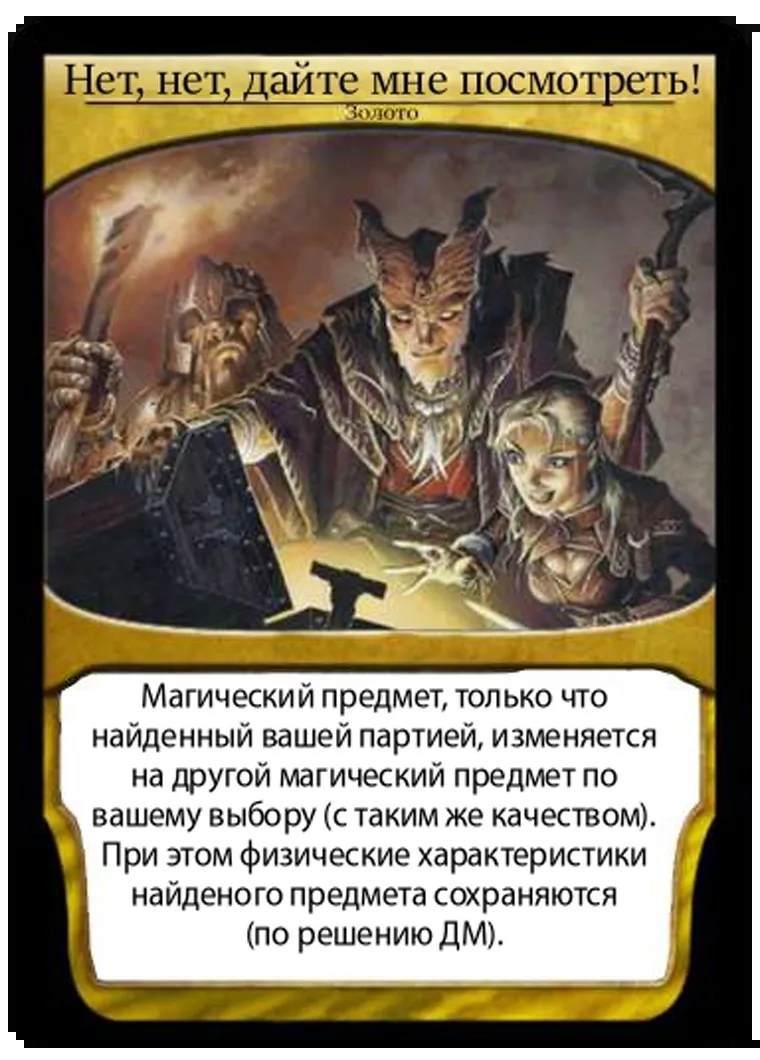 Нет, нет, дайте мне посмотреть!
Золото
Магический предмет, только что
найденный вашей партией, изменяется
на другой магический предмет по
вашему выбору (с таким же качеством).
При этом физические характеристики
найденого предмета сохраняются
(по решению ДМ).